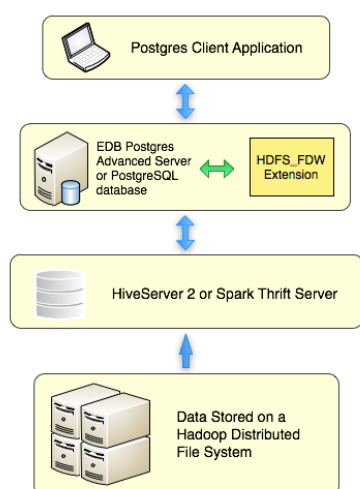 Postgres Client Application
EDB Postgres
Advanced Server
or PostgreSQL
database
HDFS_FDW
Extension
HiveServer 2 or Spark Thrift Server
Data Stored on a
Hadoop Distributed
File System